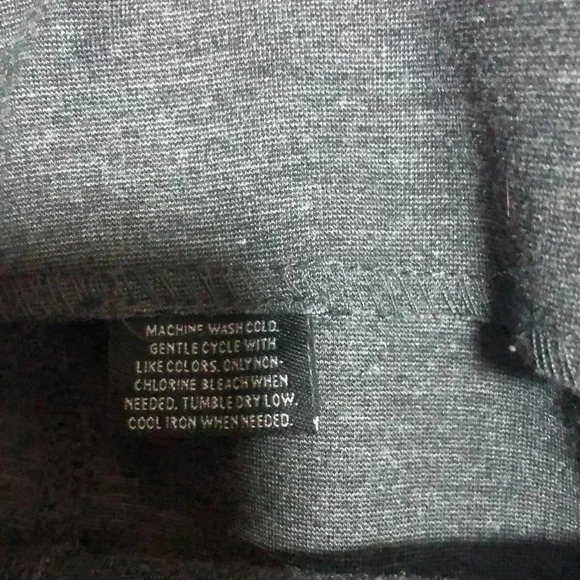 MACHINE WASH COLD.
GENTLE CYCLE WITH
LIKE COLORS. ONLY NON-
CHLORINE BLEACH WHEN
NEEDED. TUMBLE DRY LOW.
COOL IRON WHEN NEEDED.